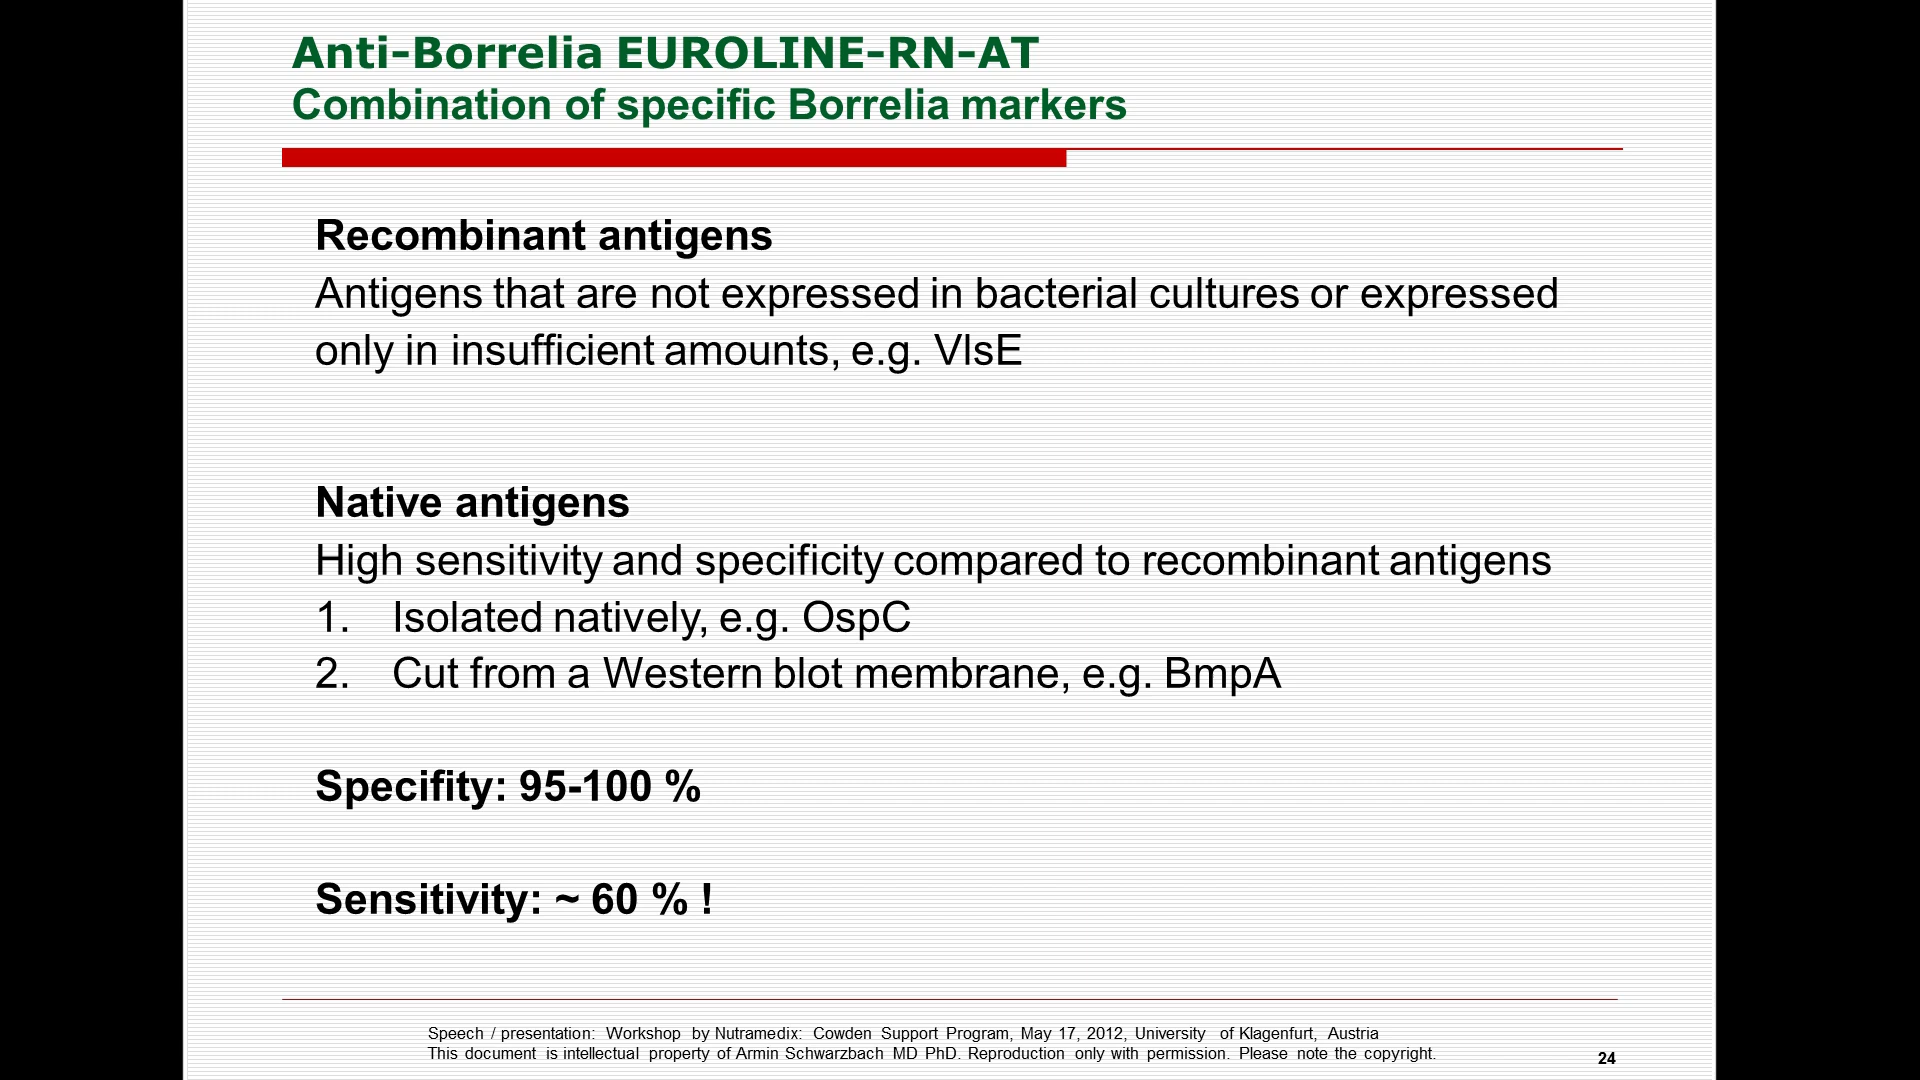 Anti-Borrelia EUROLINE-RN-AT
Combination of specific Borrelia markers
Recombinant antigens
Antigens that are not expressed in bacterial cultures or expressed
only in insufficient amounts, e.g. VlsE
Native antigens
High sensitivity and specificity compared to recombinant antigens
1. Isolated natively, e.g. OspC
2. Cut from a Western blot membrane, e.g. BmpA
Specifity: 95-100 %
Sensitivity: ~ 60 % !
Speech / presentation: Workshop by Nutramedix: Cowden Support Program, May 17, 2012, University of Klagenfurt, Austria
This document is intellectual property of Armin Schwarzbach MD PhD. Reproduction only with permission. Please note the copyright.
24